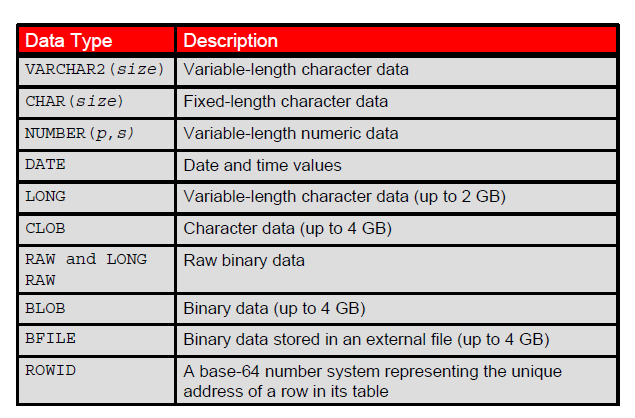 Data Type Description
VARCHAR2(size) Variable-length character data
CHAR(size) Fixed-length character data
NUMBER(p,s) Variable-length numeric data
DATE Date and time values
LONG Variable-length character data (up to 2 GB)
CLOB Character data (up to 4 GB)
RAW and LONG RAW Raw binary data
BLOB Binary data (up to 4 GB)
BFILE Binary data stored in an external file (up to 4 GB)
ROWID A base-64 number system representing the unique
address of a row in its table